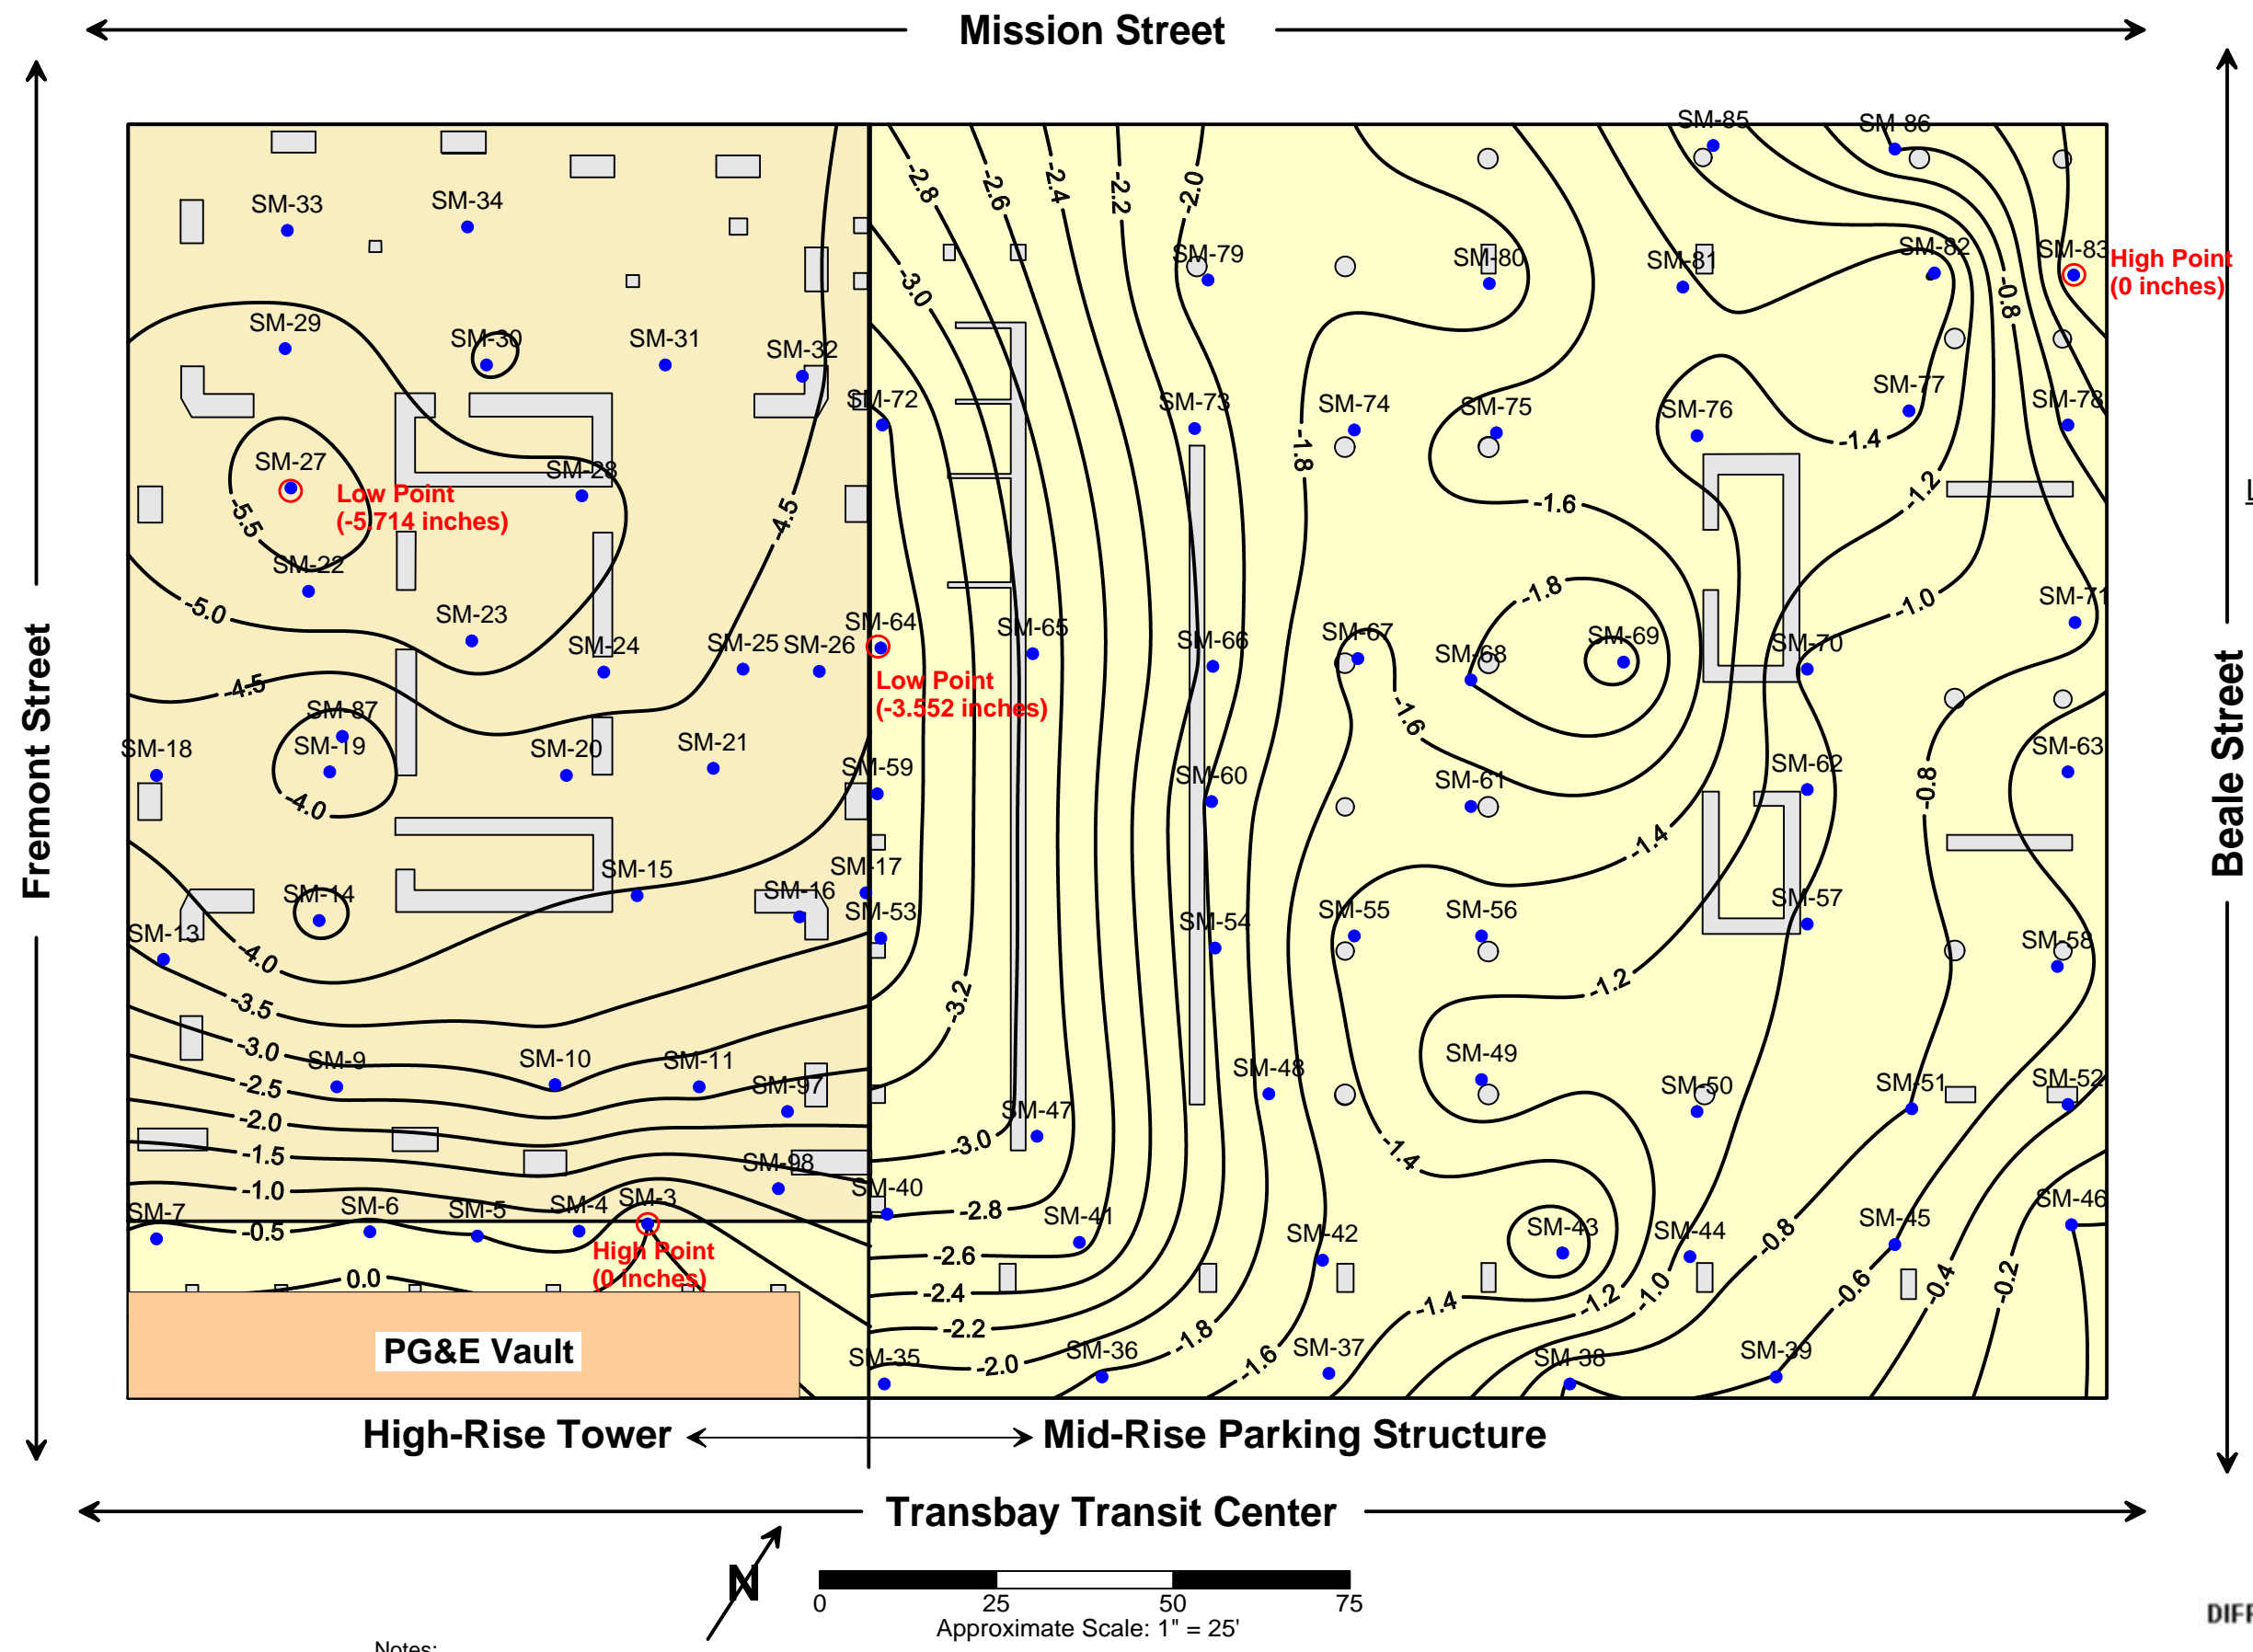 Mission Street
SM-85
SM-86
-2.8
-2.6
-2.4
-2.2
-2.0
SM-33
SM-34
SM-79
SM-80
SM-81
SM-82
SM-83
High Point
(0 inches)
-3.0
-0.8
SM-29
SM-30
SM-31
SM-32
SM-72
SM-73
SM-74
SM-75
SM-76
SM-77
SM-78
-1.8
-1.4
SM-27
SM-28
Low Point
(-5.714 inches)
-5.5
-4.5
-1.6
-1.2
L
SM-22
-5.0
SM-23
SM-24
SM-25
SM-26
SM-64
SM-65
SM-66
SM-67
SM-68
SM-69
SM-70
SM-71
-1.8
-1.0
Low Point
(-3.552 inches)
-4.5
SM-87
-1.6
SM-18
SM-19
SM-20
SM-21
SM-59
SM-60
SM-61
SM-62
SM-63
-4.0
-0.8
-1.4
Fremont Street
Beale Street
SM-14
SM-15
SM-16
SM-17
SM-53
SM-54
SM-55
SM-56
SM-57
SM-58
SM-13
-4.0
-3.5
-3.2
-1.2
-3.0
SM-9
SM-10
SM-11
SM-97
SM-47
SM-48
SM-49
SM-50
SM-51
SM-52
-2.5
-2.0
-1.5
-3.0
-1.4
-1.0
SM-98
SM-40
SM-7
SM-6
SM-5
SM-4
SM-3
-0.5
-2.8
SM-41
SM-42
SM-43
SM-44
SM-45
SM-46
High Point
(0 inches)
0.0
-2.6
-2.4
-2.2
-2.0
-1.8
-1.6
-1.4
-1.2
-1.0
-0.8
-0.6
-0.4
-0.2
PG&E Vault
SM-35
SM-36
SM-37
SM-38
SM-39
High-Rise Tower
Mid-Rise Parking Structure
Transbay Transit Center
N
0 25 50 75
Approximate Scale: 1" = 25'
Notes:
DIFF